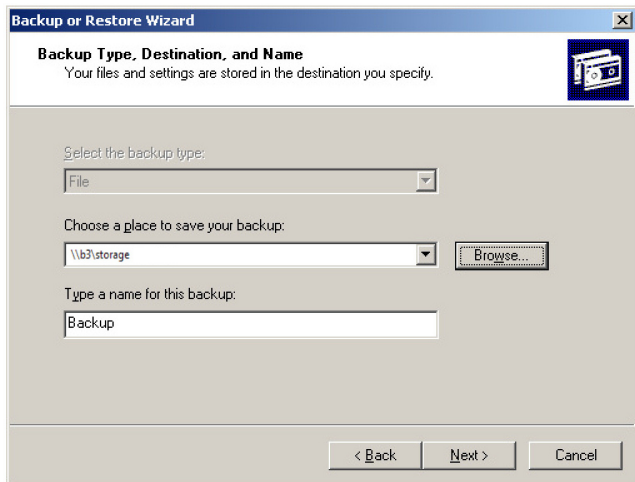 Backup or Restore Wizard
Backup Type, Destination, and Name
Your files and settings are stored in the destination you specify.
Select the backup type:
File
Choose a place to save your backup:
\\b3\storage
Browse...
Type a name for this backup:
Backup
< Back Next > Cancel